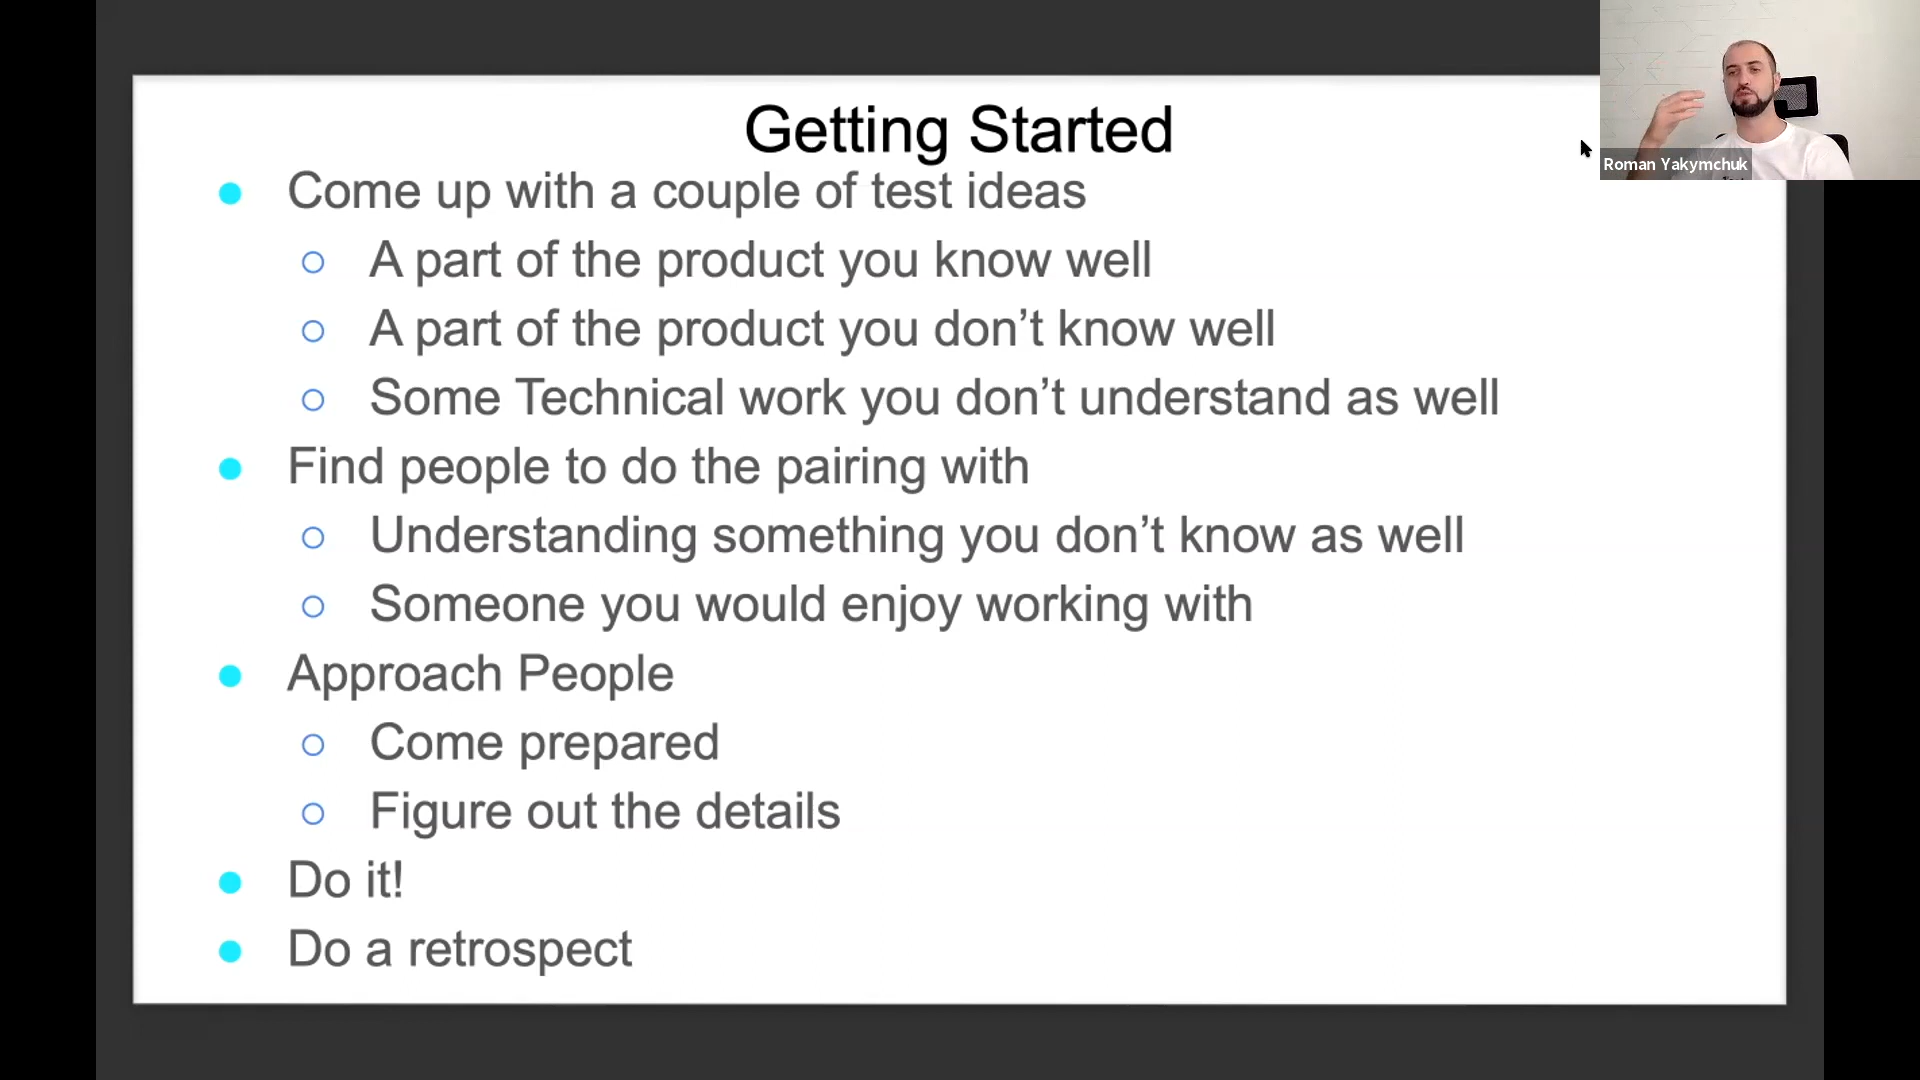 Getting Started
Come up with a couple of test ideas
A part of the product you know well
A part of the product you don’t know well
Some Technical work you don’t understand as well
Find people to do the pairing with
Understanding something you don’t know as well
Someone you would enjoy working with
Approach People
Come prepared
Figure out the details
Do it!
Do a retrospect
Roman Yakymchuk